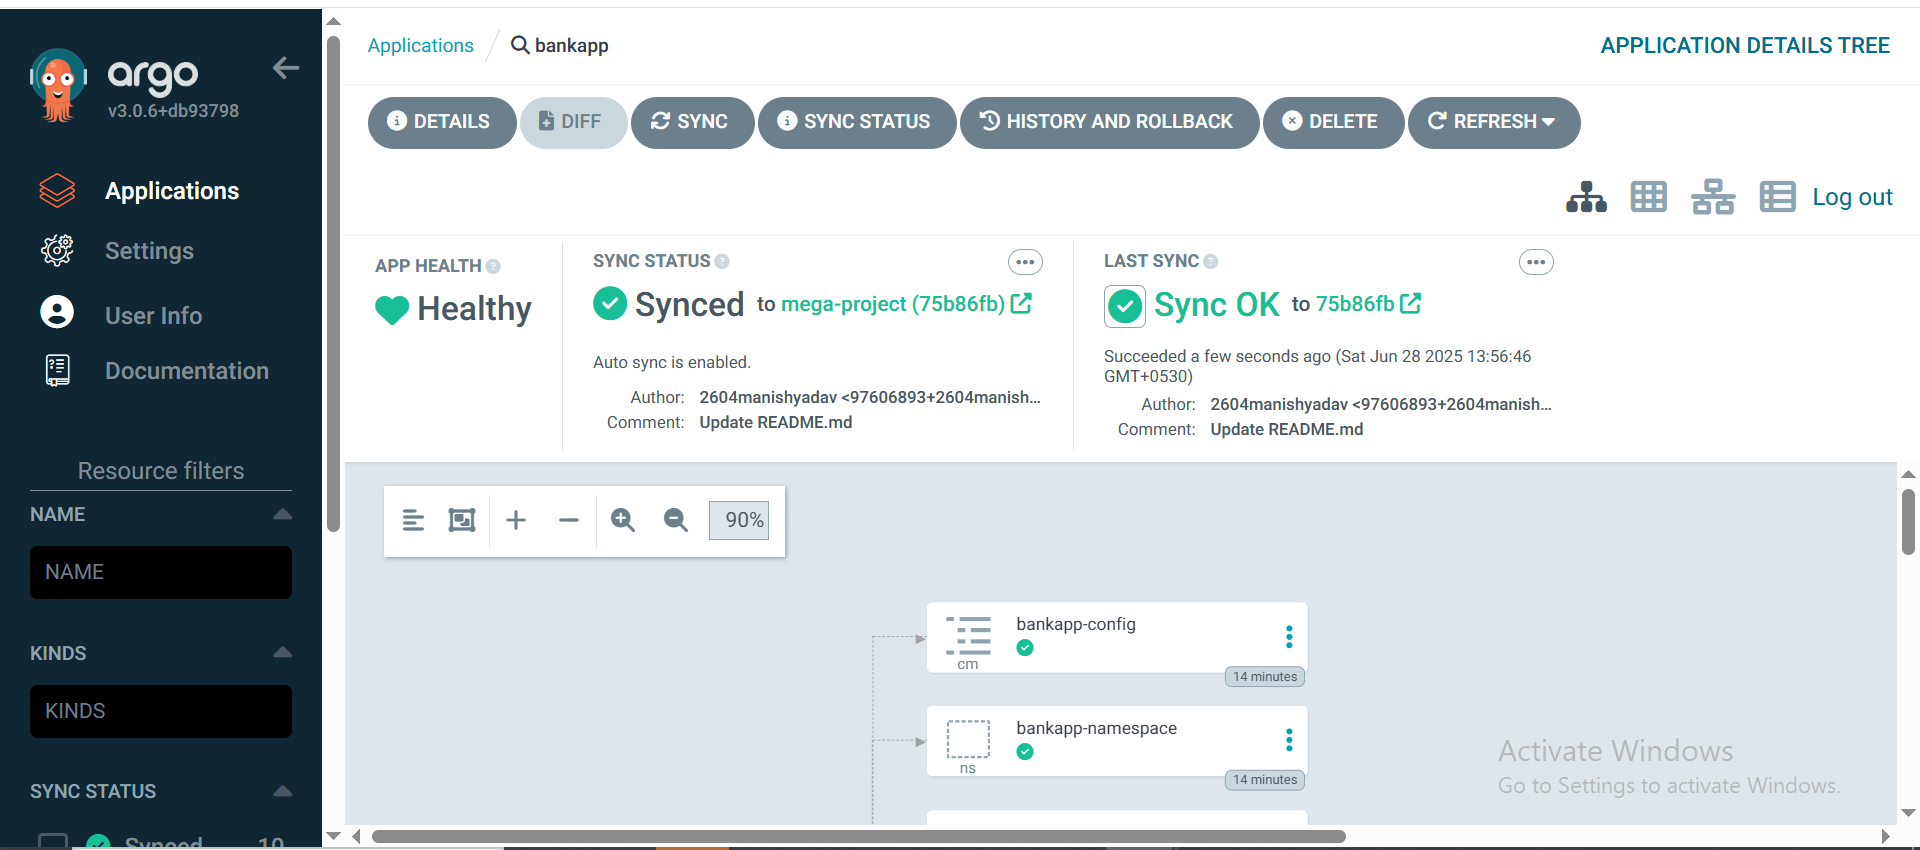 argo
v3.0.6+db93798
Applications
Settings
User Info
Documentation
Resource filters
NAME
NAME
KINDS
KINDS
SYNC STATUS
Synced 10
Applications / bankapp
APPLICATION DETAILS TREE
DETAILS
DIFF
SYNC
SYNC STATUS
HISTORY AND ROLLBACK
DELETE
REFRESH
Log out
APP HEALTH
Healthy
SYNC STATUS
Synced to mega-project (75b86fb)
Auto sync is enabled.
Author: 2604manishyadav <97606893+2604manish...
Comment: Update README.md
LAST SYNC
Sync OK to 75b86fb
Succeeded a few seconds ago (Sat Jun 28 2025 13:56:46
GMT+0530)
Author: 2604manishyadav <97606893+2604manish...
Comment: Update README.md
90%
bankapp-config
cm
14 minutes
bankapp-namespace
ns
14 minutes
Activate Windows
Go to Settings to activate Windows.